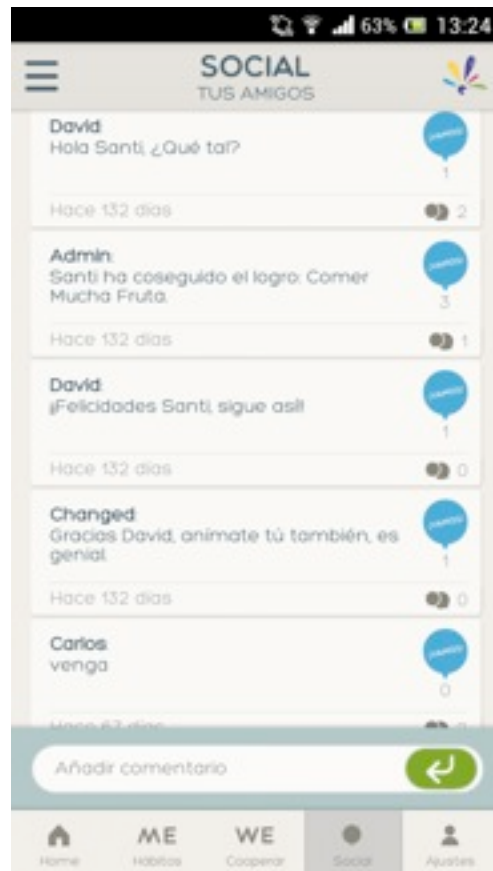 63% 13:24
SOCIAL
TUS AMIGOS
David:
Hola Santi, ¿Qué tal?
1
Hace 132 días
2
Admin:
Santi ha coseguido el logro: Comer
Mucha Fruta.
3
Hace 132 días
1
David:
¡Felicidades Santi, sigue así!!
1
Hace 132 días
0
Changed:
Gracias David, anímate tú también, es
genial.
1
Hace 132 días
0
Carlos:
venga
0
Hace 67 días
Añadir comentario
ME WE
Home Hábitos Cooperar Social Ajustes